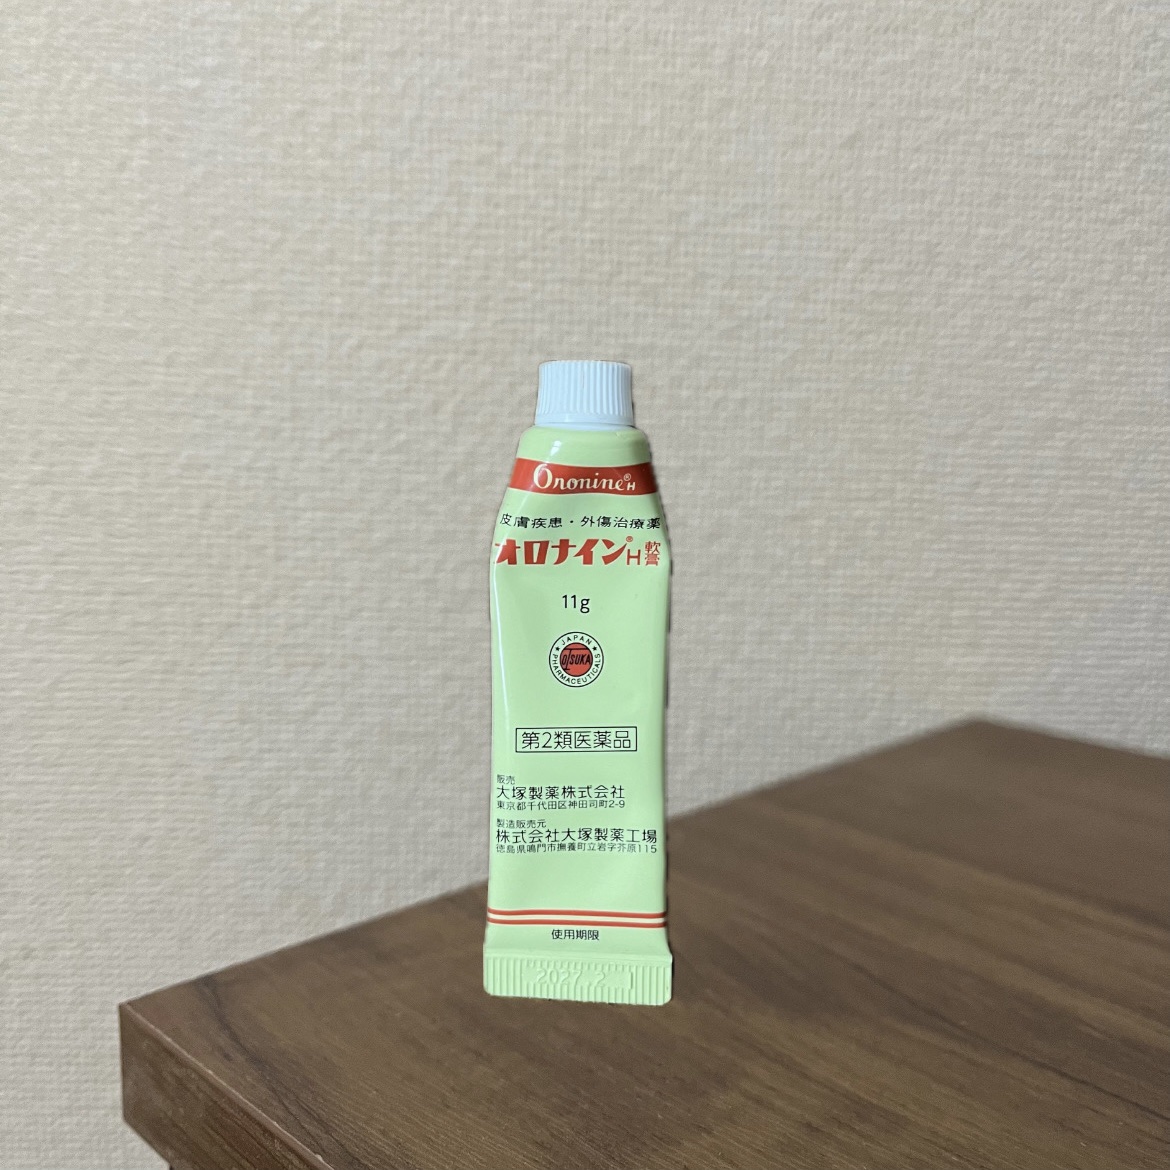 Ononine®H
皮膚疾患・外傷治療薬
オロナイン®H軟膏
11g
JAPAN
OTSUKA
PHARMACEUTICALS
第2類医薬品
販売
大塚製薬株式会社
東京都千代田区神田司町2-9
製造販売元
株式会社大塚製薬工場
徳島県鳴門市撫養町立岩字芥原115
使用期限
2027.2